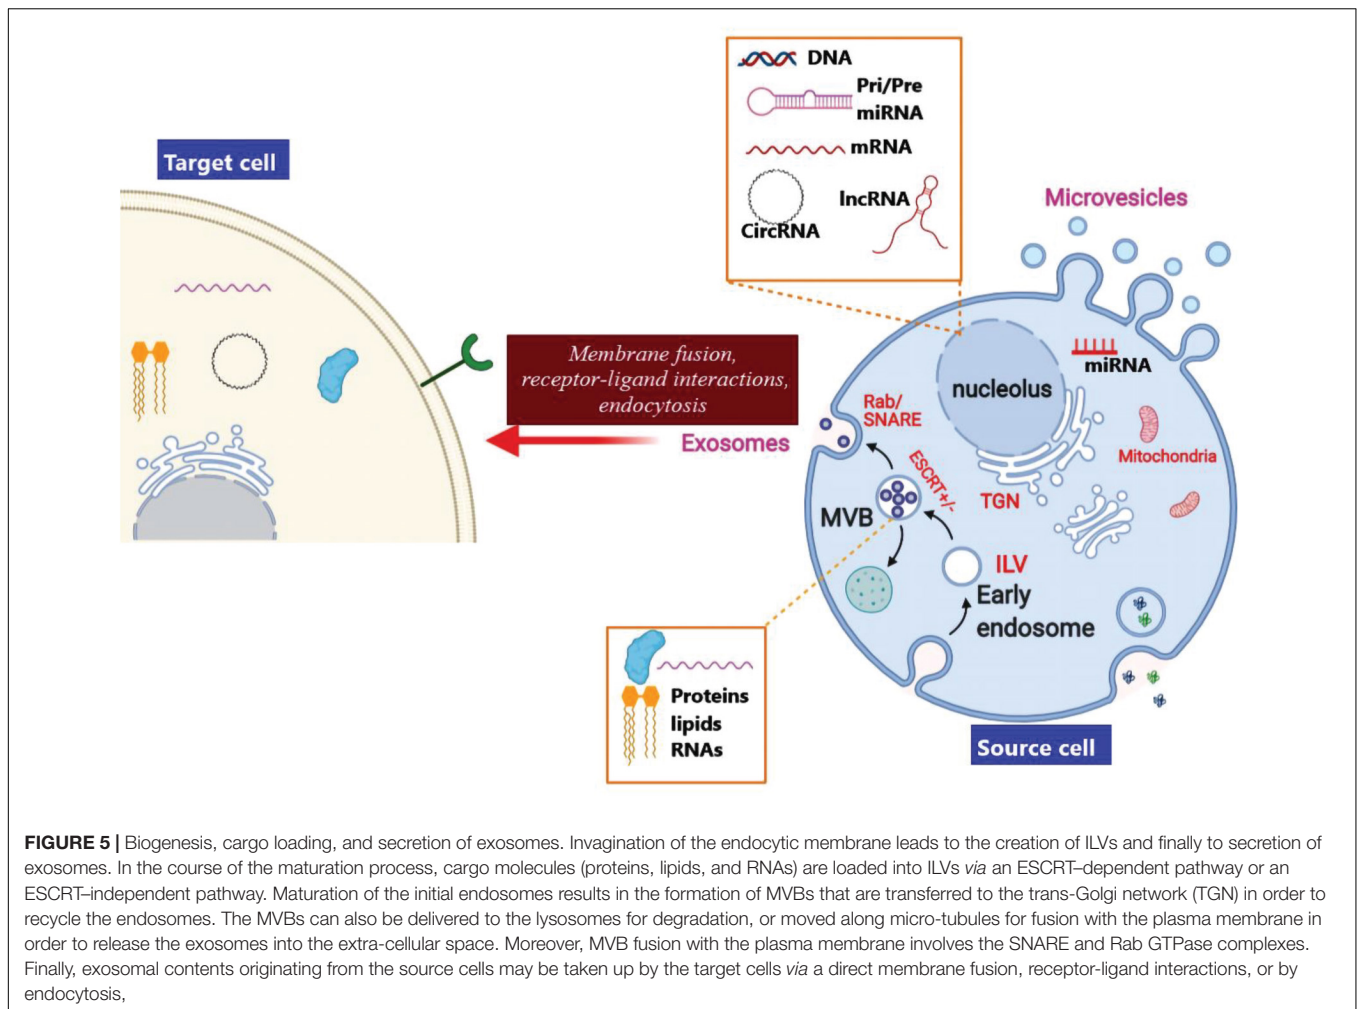 DNA
Pri/Pre
miRNA
mRNA
lncRNA
CircRNA
Target cell
Microvesicles
Membrane fusion,
receptor-ligand interactions,
endocytosis
Exosomes
miRNA
nucleolus
Rab/
SNARE
Mitochondria
ESCRT+/-
TGN
MVB
ILV
Early
endosome
Proteins
lipids
RNAs
Source cell
FIGURE 5 | Biogenesis, cargo loading, and secretion of exosomes. Invagination of the endocytic membrane leads to the creation of ILVs and finally to secretion of
exosomes. In the course of the maturation process, cargo molecules (proteins, lipids, and RNAs) are loaded into ILVs via an ESCRT–dependent pathway or an
ESCRT–independent pathway. Maturation of the initial endosomes results in the formation of MVBs that are transferred to the trans-Golgi network (TGN) in order to
recycle the endosomes. The MVBs can also be delivered to the lysosomes for degradation, or moved along micro-tubules for fusion with the plasma membrane in
order to release the exosomes into the extra-cellular space. Moreover, MVB fusion with the plasma membrane involves the SNARE and Rab GTPase complexes.
Finally, exosomal contents originating from the source cells may be taken up by the target cells via a direct membrane fusion, receptor-ligand interactions, or by
endocytosis,